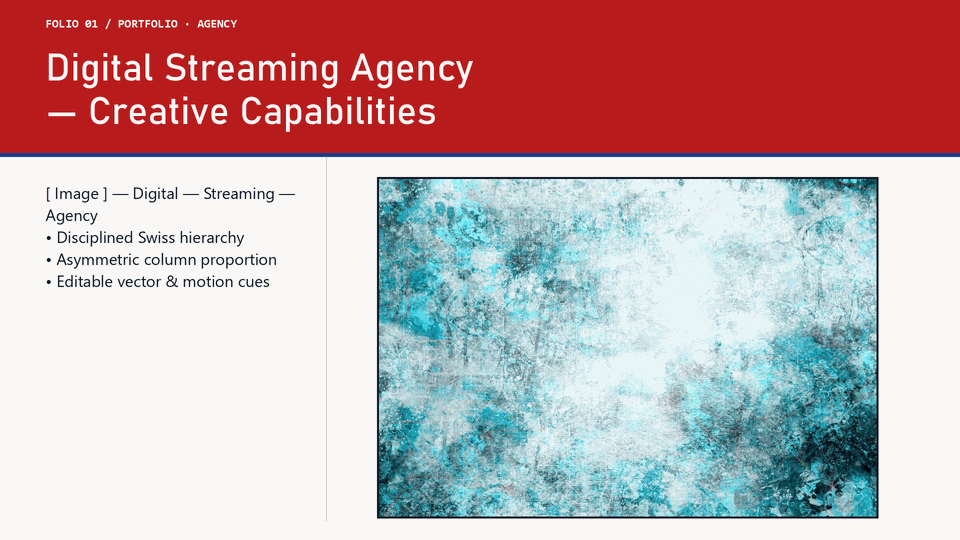 FOLIO 01 / PORTFOLIO · AGENCY
Digital Streaming Agency
— Creative Capabilities
[ Image ] — Digital — Streaming —
Agency
• Disciplined Swiss hierarchy
• Asymmetric column proportion
• Editable vector & motion cues